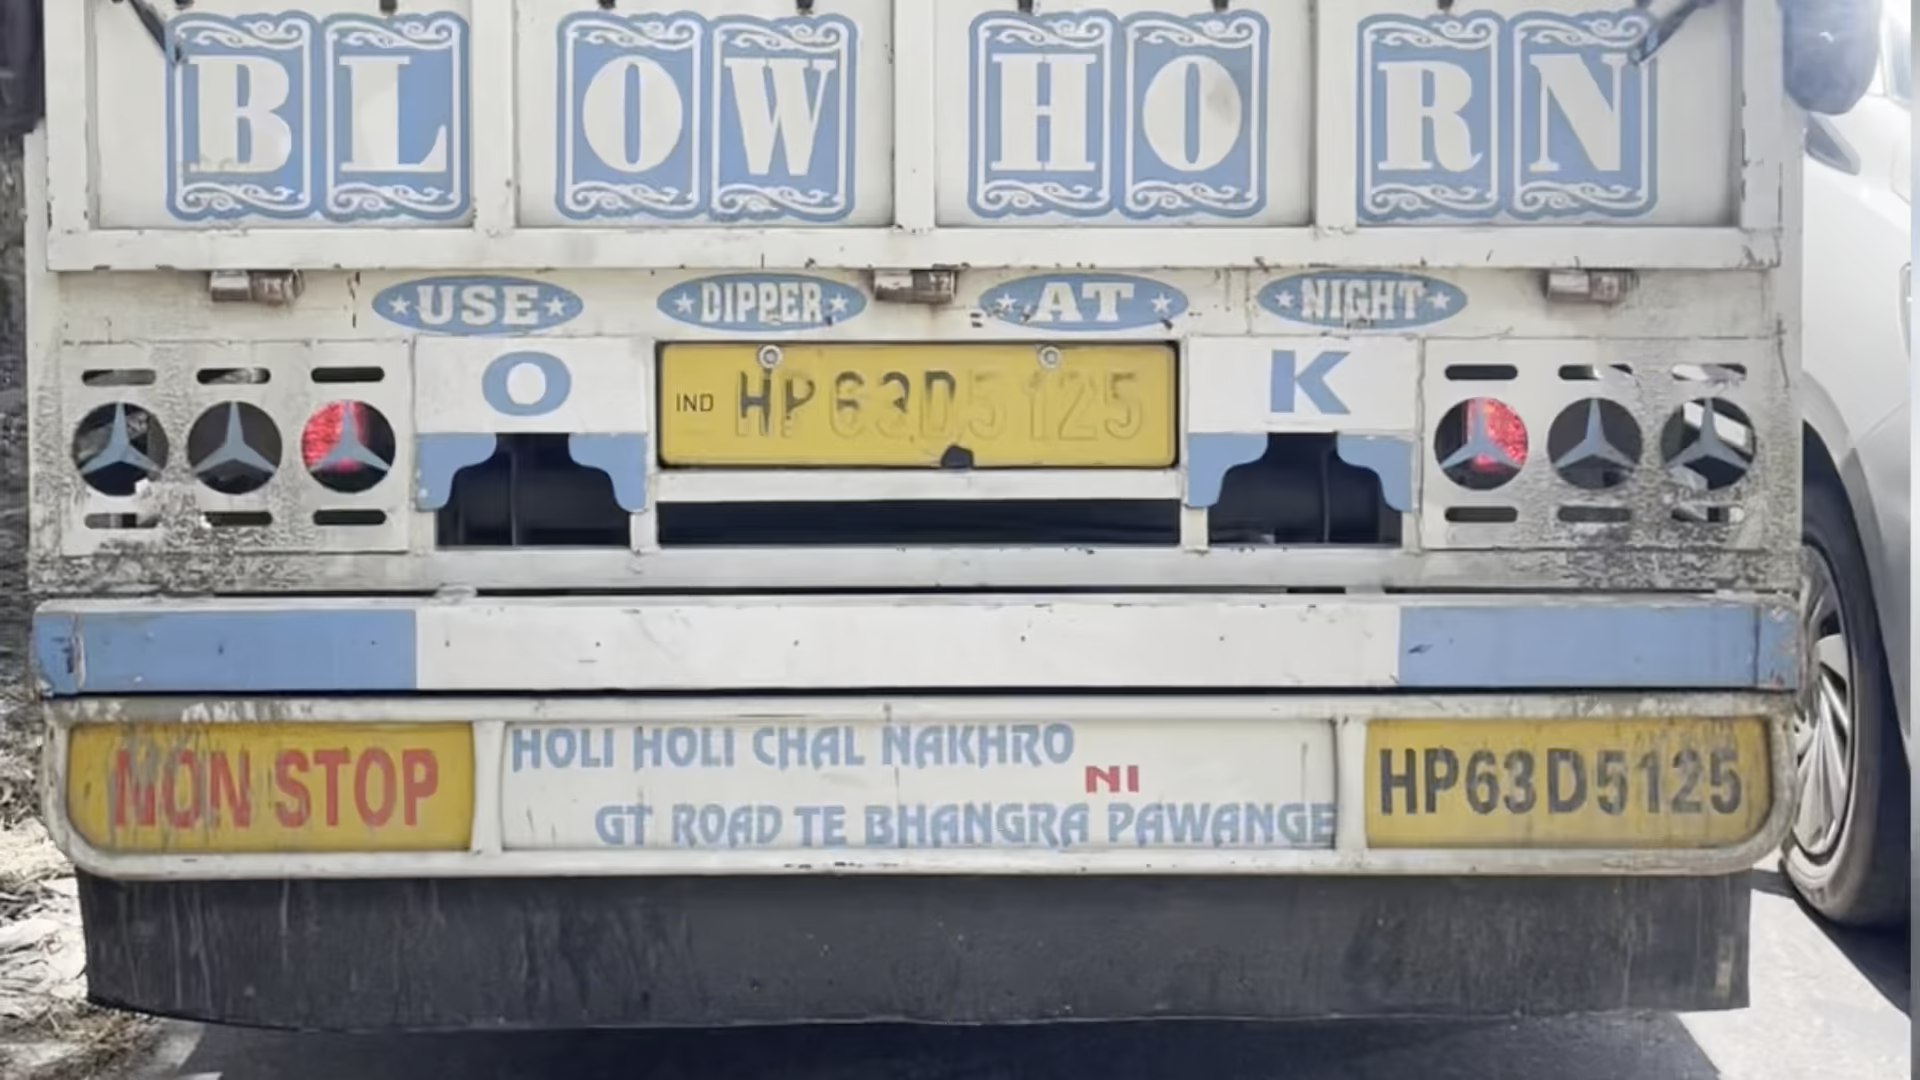 BLOW HORN
USE DIPPER AT NIGHT
O K
IND HP63D5125
NON STOP
HOLI HOLI CHAL NAKHRO
NI
GT ROAD TE BHANGRA PAWANGE
HP63D5125